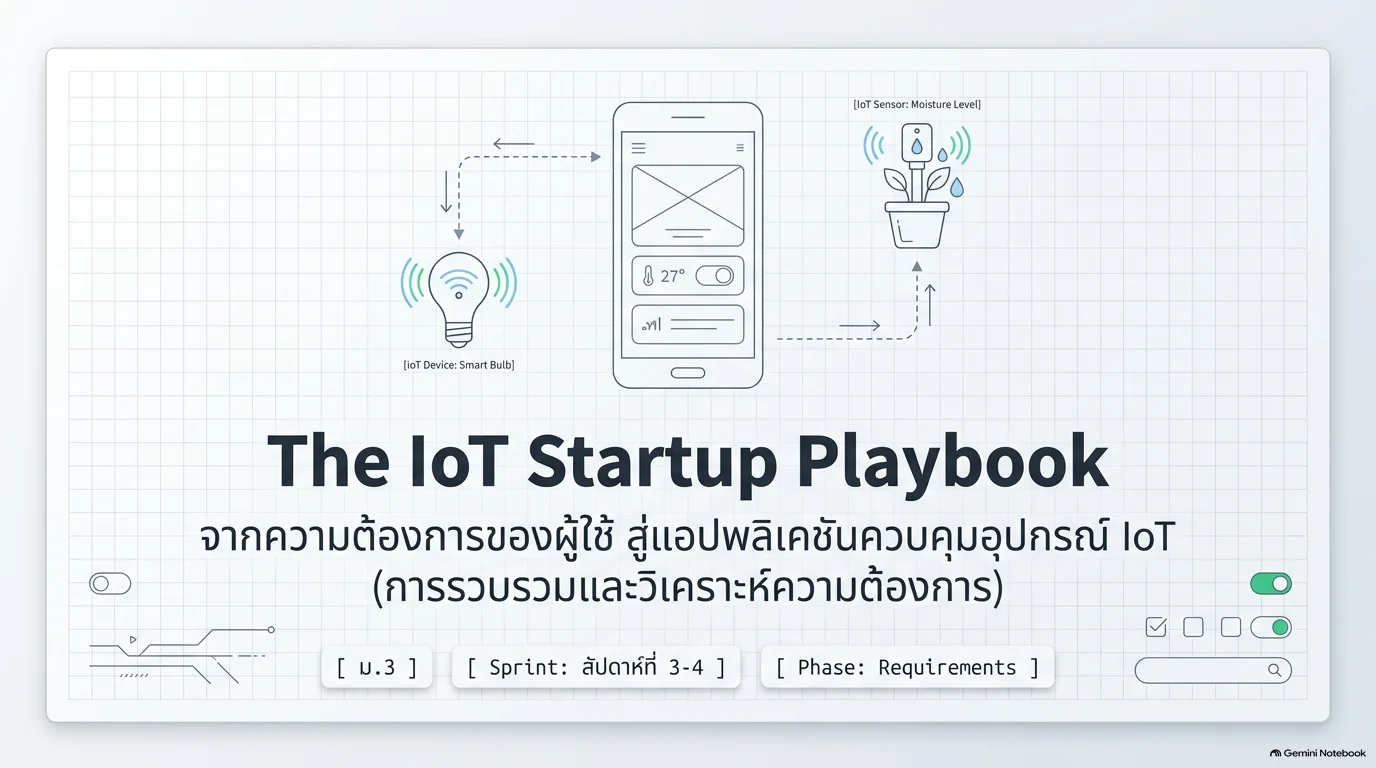 [IoT Sensor: Moisture Level]
27°
[ioT Device: Smart Bulb]
The IoT Startup Playbook
จากความต้องการของผู้ใช้ สู่แอปพลิเคชันควบคุมอุปกรณ์ IoT
(การรวบรวมและวิเคราะห์ความต้องการ)
[ ม.3 ] [ Sprint: สัปดาห์ที่ 3-4 ] [ Phase: Requirements ]
Gemini Notebook